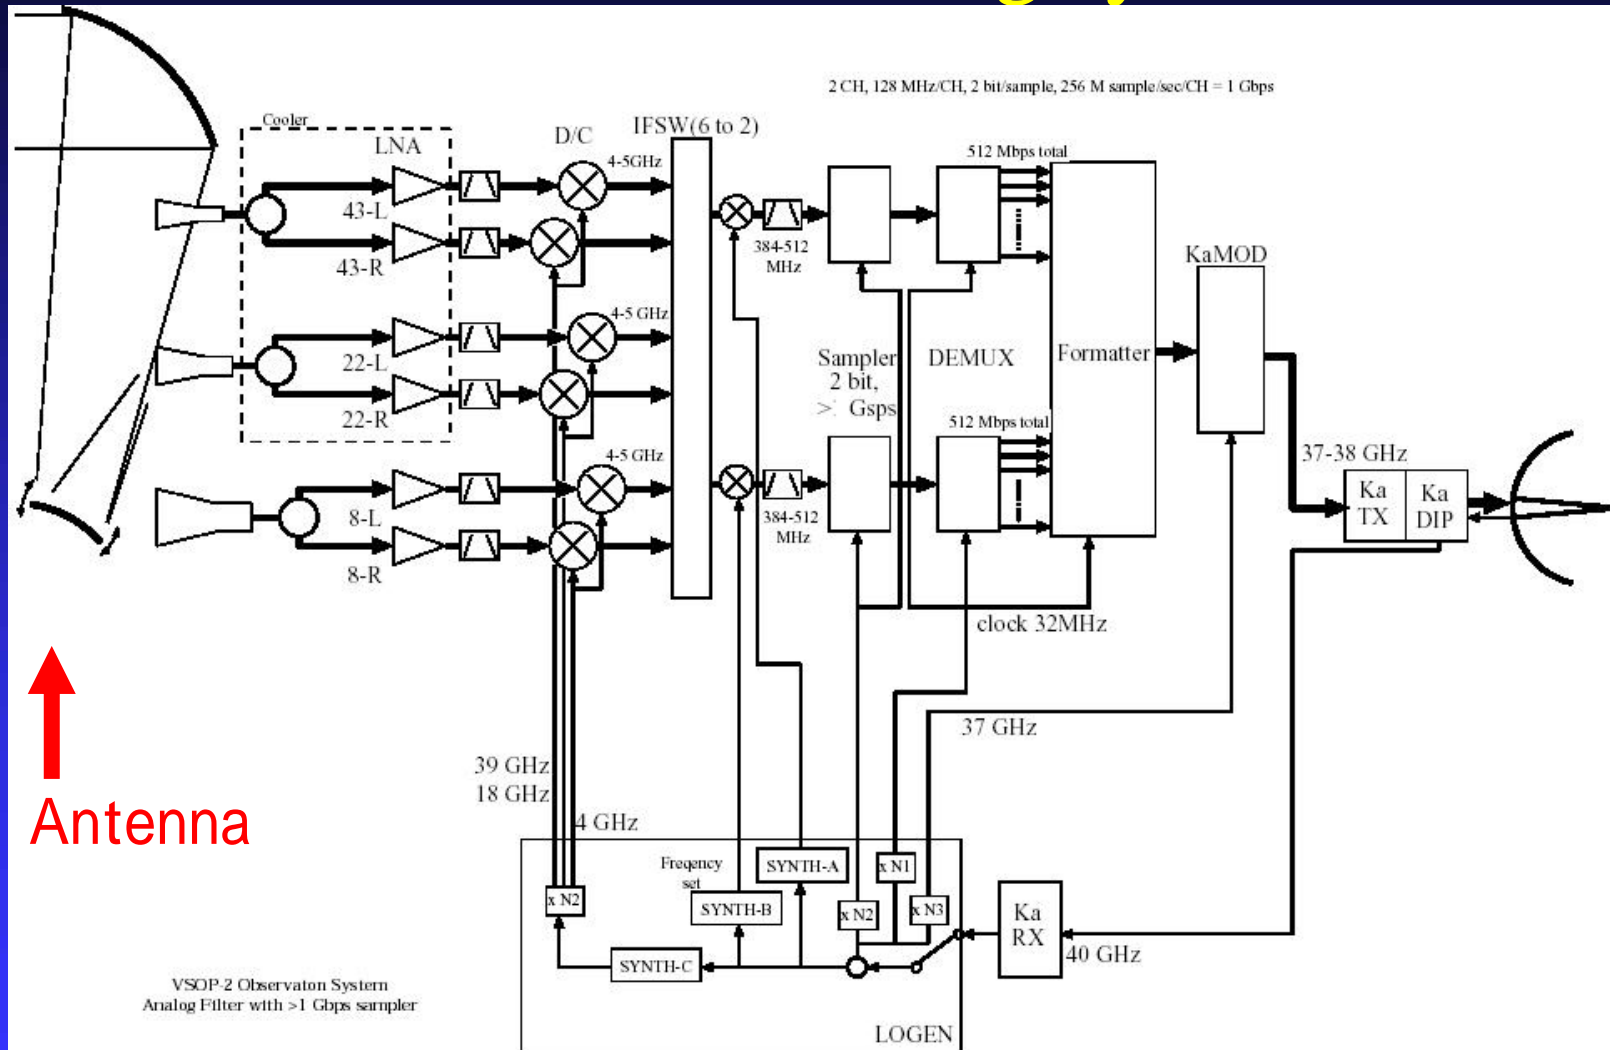 2 CH, 128 MHz/CH, 2 bit/sample, 256 M sample/sec/CH = 1 Gbps
Cooler
LNA
D/C
IFSW(6 to 2)
4-5GHz
512 Mbps total
43-L
43-R
384-512
MHz
KaMOD
4-5 GHz
22-L
22-R
Sampler
2 bit,
Gsps
DEMUX
Formatter
512 Mbps total
4-5 GHz
8-L
8-R
384-512
MHz
37-38 GHz
Ka
TX
Ka
DIP
clock 32MHz
37 GHz
39 GHz
18 GHz
4 GHz
Antenna
Freqency
set
SYNTH-A
x N1
x N2
SYNTH-B
x N2
x N3
Ka
RX
40 GHz
SYNTH-C
VSOP-2 Observaton System
Analog Filter with >1 Gbps sampler
LOGEN